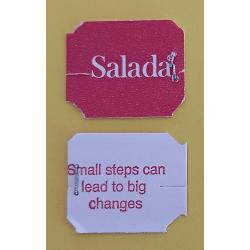 Salada
Small steps can
lead to big
changes